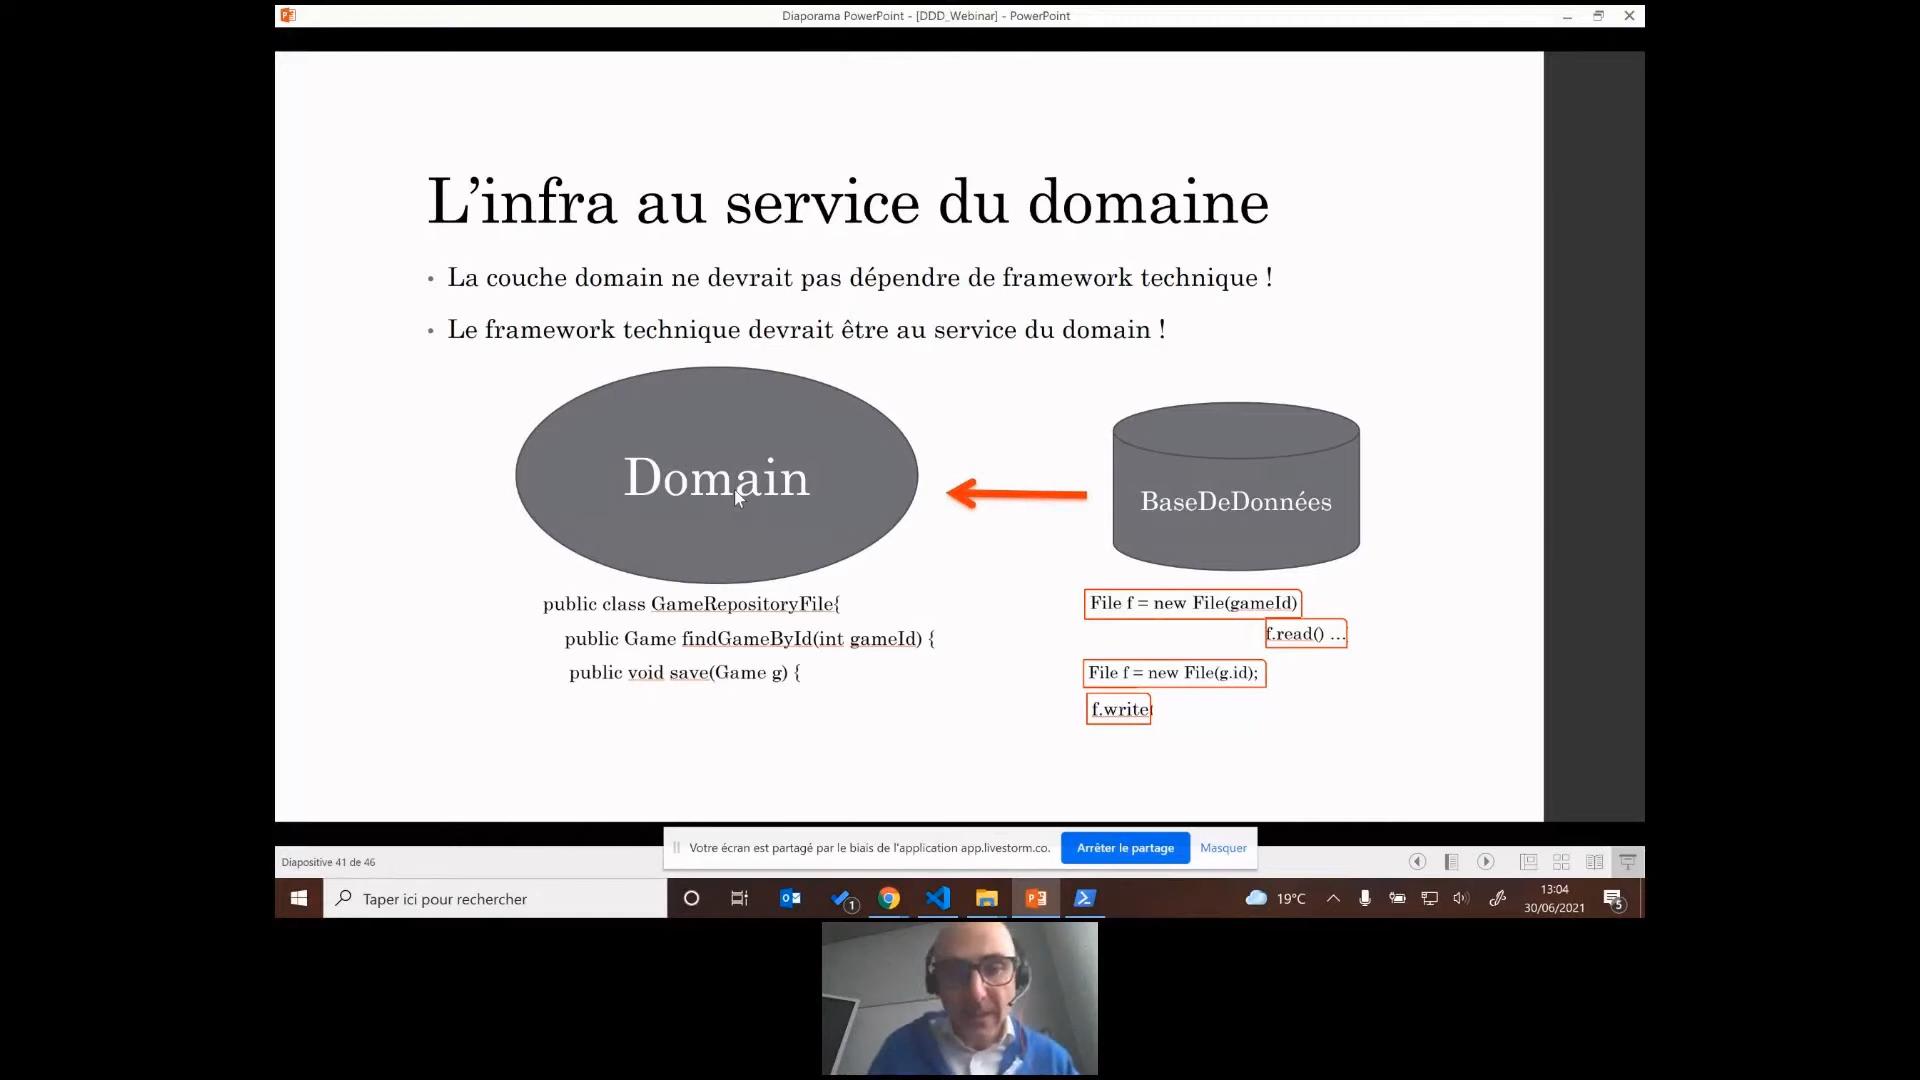 Diaporama PowerPoint - [DDD_Webinar] - PowerPoint
L'infra au service du domaine
• La couche domain ne devrait pas dépendre de framework technique !
• Le framework technique devrait être au service du domain !
Domain
BaseDeDonnées
public class GameRepositoryFile{
public Game findGameById(int gameId) {
public void save(Game g) {
File f = new File(gameId)
f.read() ...
File f = new File(g.id);
f.write
Votre écran est partagé par le biais de l'application app.livestorm.co.
Arrêter le partage
Masquer
Diapositive 41 de 46
Taper ici pour rechercher
1
19°C
13:04
30/06/2021
5